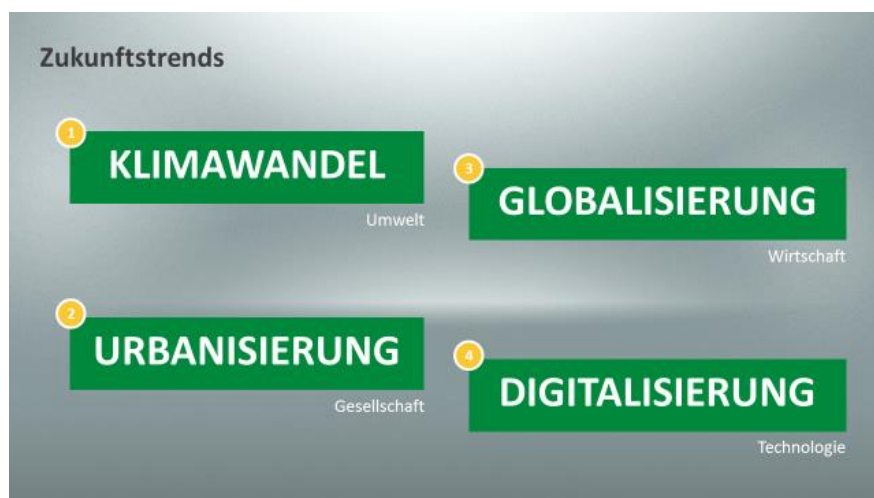 Zukunftstrends
1
KLIMAWANDEL
Umwelt
2
URBANISIERUNG
Gesellschaft
3
GLOBALISIERUNG
Wirtschaft
4
DIGITALISIERUNG
Technologie